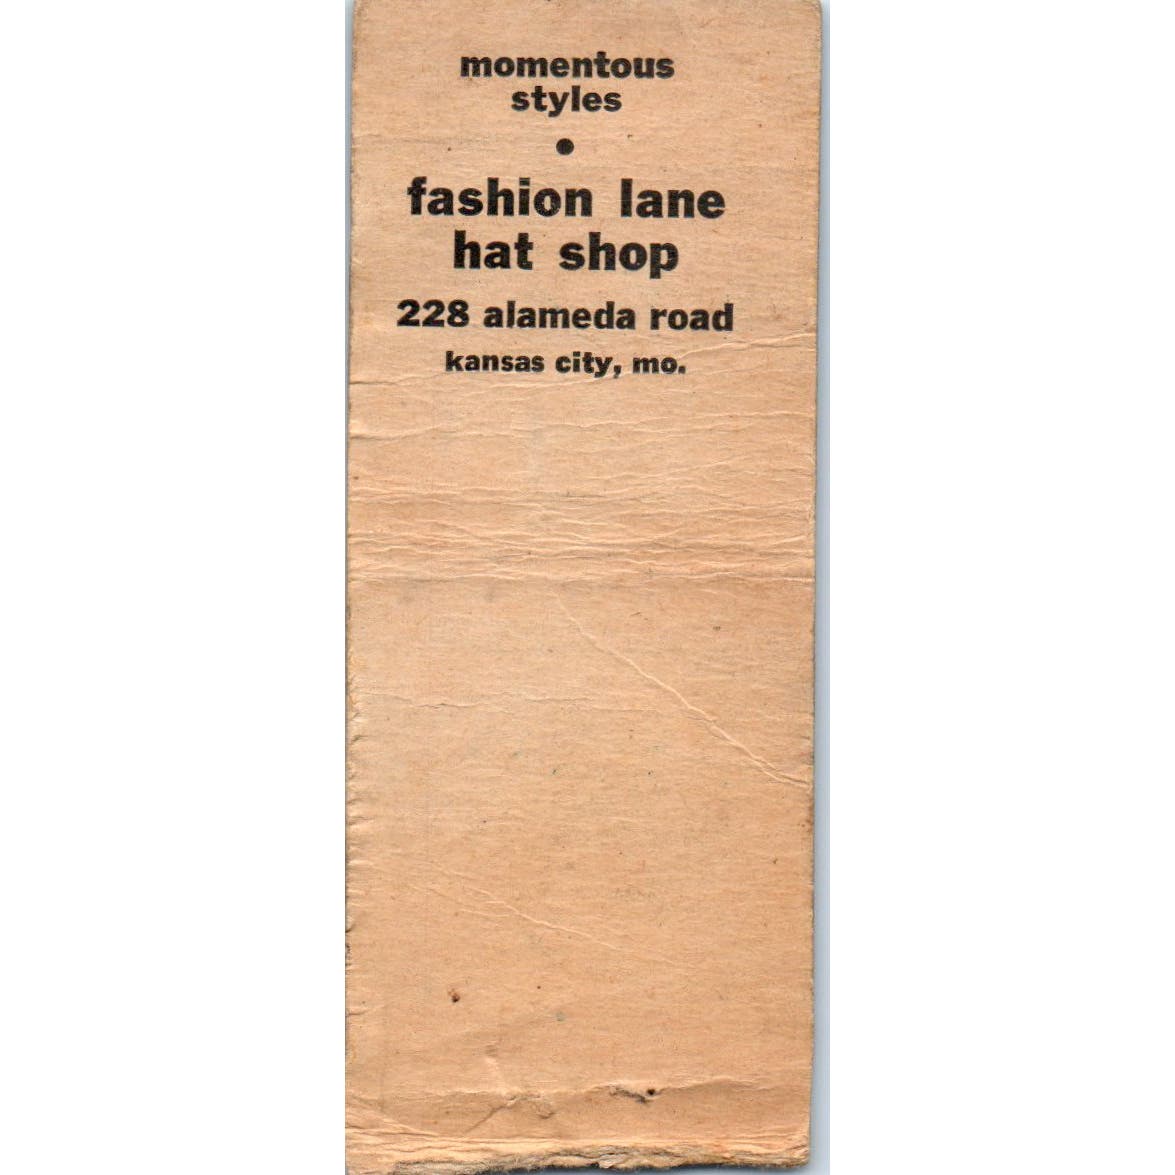 momentous
styles
•
fashion lane
hat shop
228 alameda road
kansas city, mo.